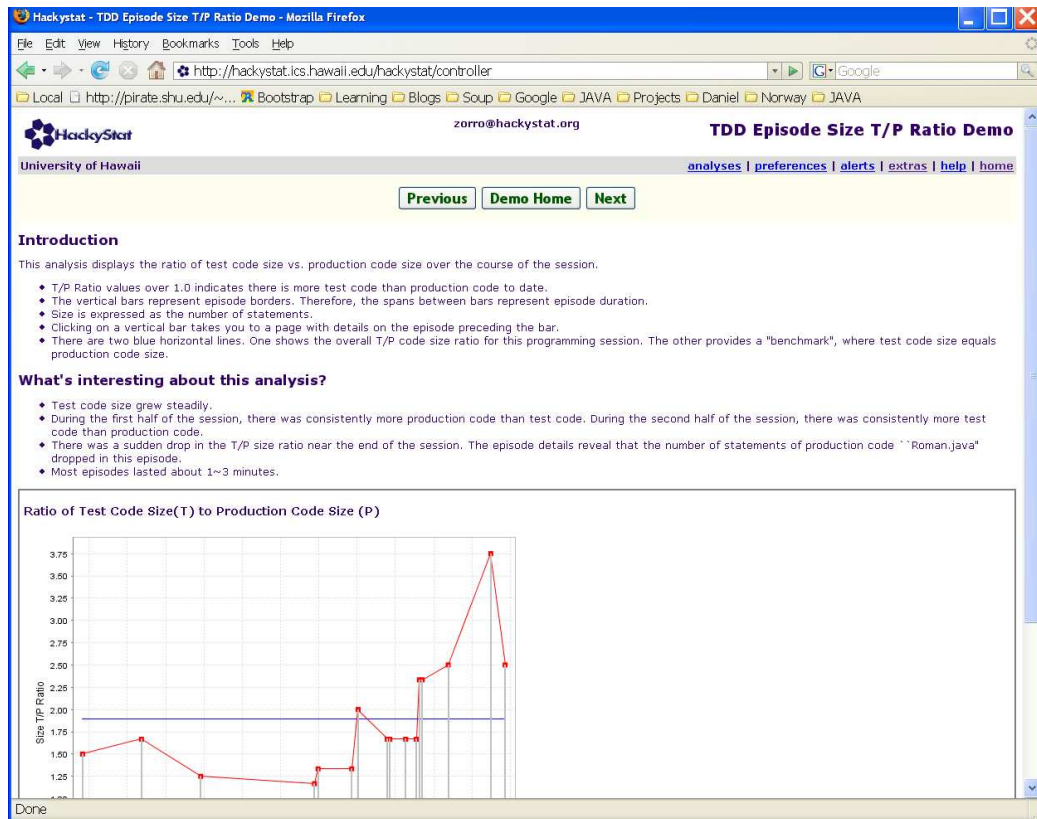 Hackystat - TDD Episode Size T/P Ratio Demo - Mozilla Firefox
File Edit View History Bookmarks Tools Help
http://hackystat.ics.hawaii.edu/hackystat/controller
G Google
Local http://pirate.shu.edu/~... Bootstrap Learning Blogs Soup Google JAVA Projects Daniel Norway JAVA
HackyStat
zorro@hackystat.org
TDD Episode Size T/P Ratio Demo
University of Hawaii
analyses | preferences | alerts | extras | help | home
Previous Demo Home Next
Introduction
This analysis displays the ratio of test code size vs. production code size over the course of the session.
T/P Ratio values over 1.0 indicates there is more test code than production code to date.
The vertical bars represent episode borders. Therefore, the spans between bars represent episode duration.
Size is expressed as the number of statements.
Clicking on a vertical bar takes you to a page with details on the episode preceding the bar.
There are two blue horizontal lines. One shows the overall T/P code size ratio for this programming session. The other provides a "benchmark", where test code size equals
production code size.
What's interesting about this analysis?
Test code size grew steadily.
During the first half of the session, there was consistently more production code than test code. During the second half of the session, there was consistently more test
code than production code.
There was a sudden drop in the T/P size ratio near the end of the session. The episode details reveal that the number of statements of production code ``Roman.java"
dropped in this episode.
Most episodes lasted about 1~3 minutes.
Ratio of Test Code Size(T) to Production Code Size (P)
3.75
3.50
3.25
3.00
2.75
2.50
2.25
2.00
1.75
1.50
1.25
Size T/P Ratio
Done